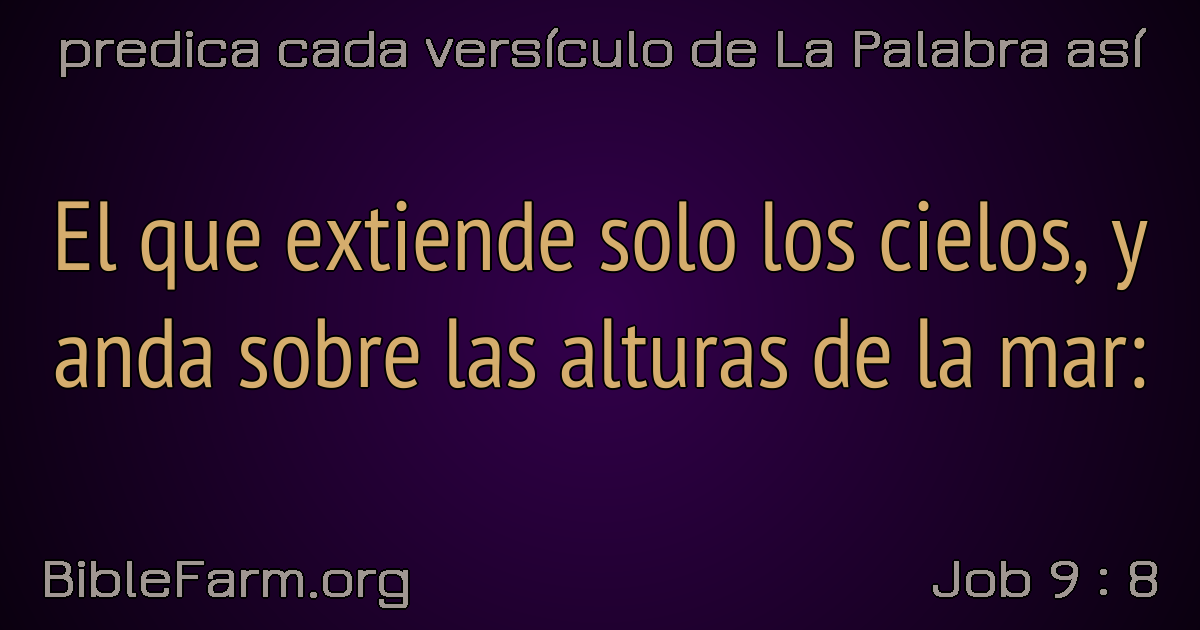 predica cada versículo de La Palabra así
El que extiende solo los cielos, y
anda sobre las alturas de la mar:
BibleFarm.org
Job 9 : 8